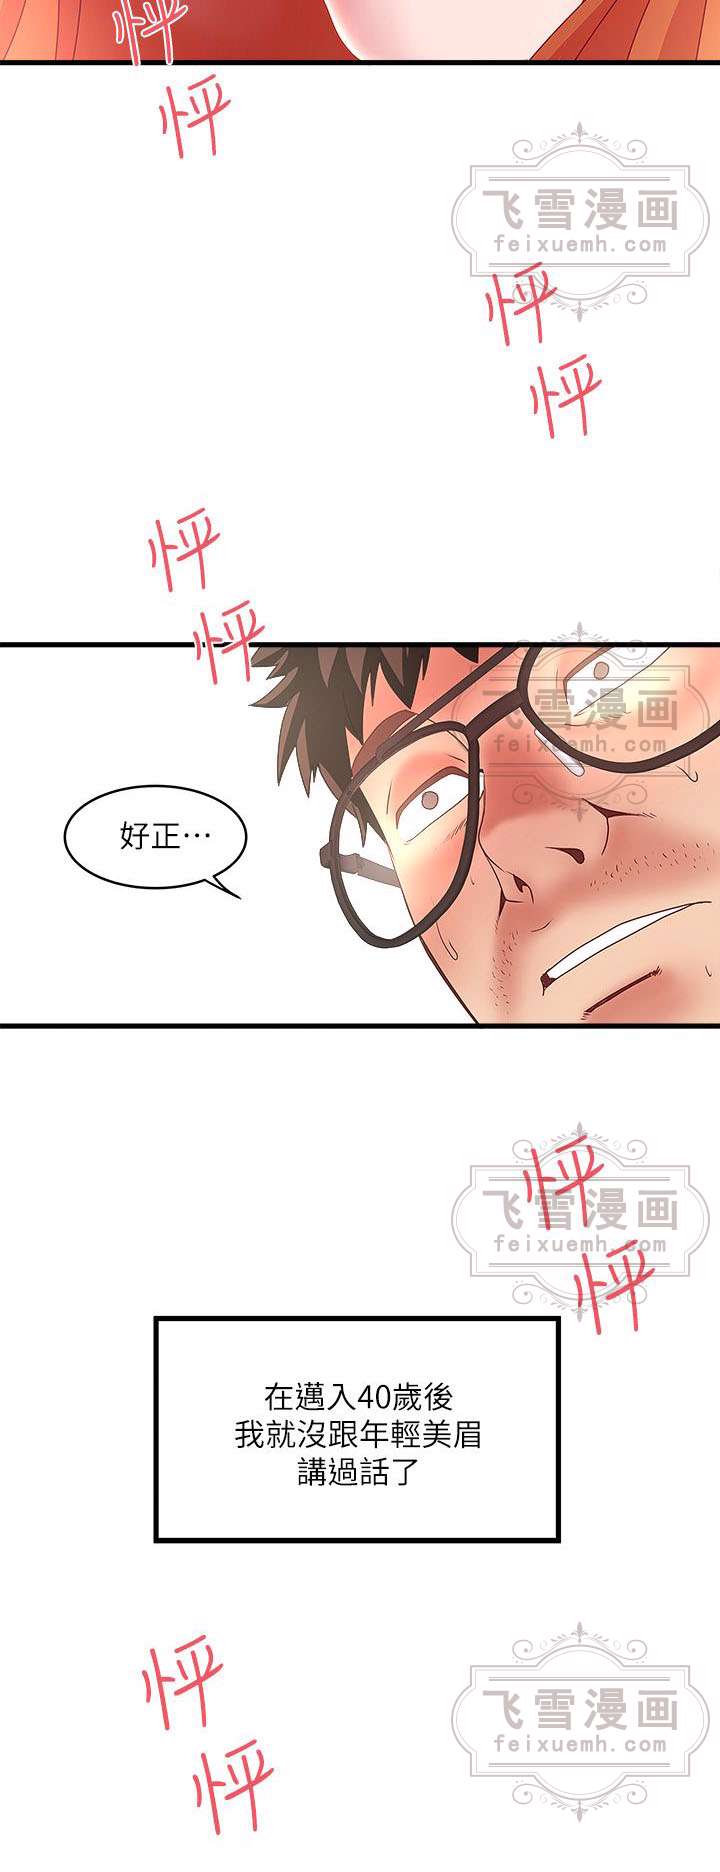 怦
怦
飞雪漫画
feixuemh.com
怦
怦
怦
怦
飞雪漫画
feixuemh.com
好正…
怦
飞雪漫画
feixuemh.com
怦
在邁入40歲後
我就沒跟年輕美眉
講過話了
怦
飞雪漫画
feixuemh.com
怦